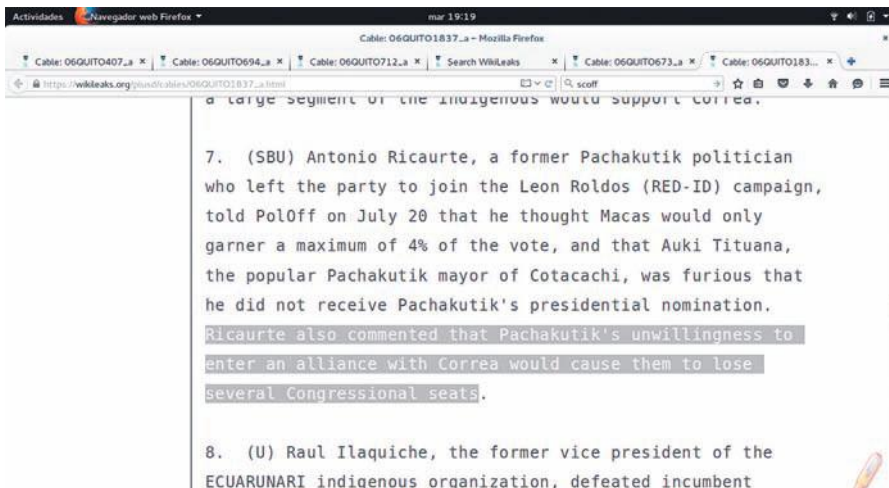 Actividades Navegador web Firefox ▾ mar 19:19
Cable: 06QUITO1837_a - Mozilla Firefox
Cable: 06QUITO407_a × Cable: 06QUITO694_a × Cable: 06QUITO712_a × Search WikiLeaks × Cable: 06QUITO673_a × Cable: 06QUITO183... × +
https://wikileaks.org/plusd/cables/06QUITO1837_a.html scoff
a large segment of the indigenous would support Correa.
7. (SBU) Antonio Ricaurte, a former Pachakutik politician
who left the party to join the Leon Roldos (RED-ID) campaign,
told PolOff on July 20 that he thought Macas would only
garner a maximum of 4% of the vote, and that Auki Tituana,
the popular Pachakutik mayor of Cotacachi, was furious that
he did not receive Pachakutik's presidential nomination.
Ricaurte also commented that Pachakutik's unwillingness to
enter an alliance with Correa would cause them to lose
several Congressional seats.
8. (U) Raul Ilaquiche, the former vice president of the
ECUARUNARI indigenous organization, defeated incumbent